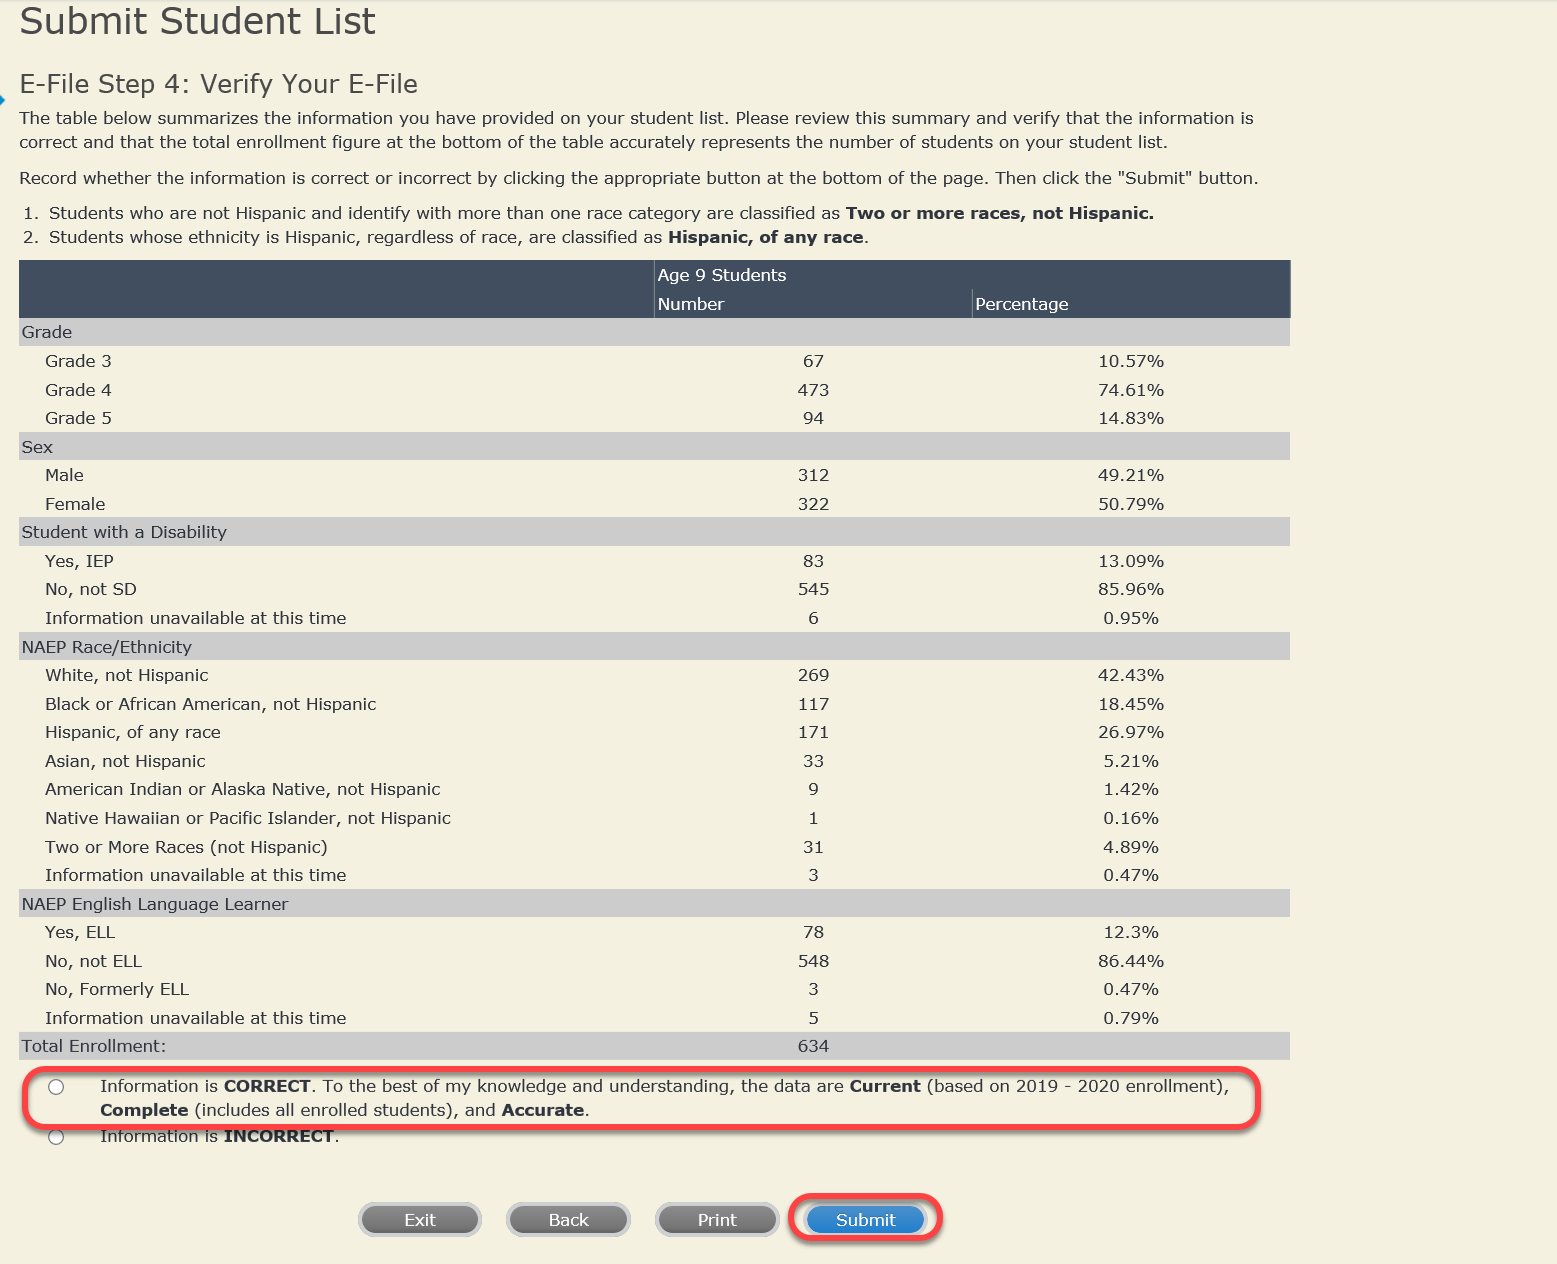 Submit Student List
E-File Step 4: Verify Your E-File
The table below summarizes the information you have provided on your student list. Please review this summary and verify that the information is
correct and that the total enrollment figure at the bottom of the table accurately represents the number of students on your student list.
Record whether the information is correct or incorrect by clicking the appropriate button at the bottom of the page. Then click the "Submit" button.
1. Students who are not Hispanic and identify with more than one race category are classified as Two or more races, not Hispanic.
2. Students whose ethnicity is Hispanic, regardless of race, are classified as Hispanic, of any race.
Age 9 Students
Number Percentage
Grade
Grade 3 67 10.57%
Grade 4 473 74.61%
Grade 5 94 14.83%
Sex
Male 312 49.21%
Female 322 50.79%
Student with a Disability
Yes, IEP 83 13.09%
No, not SD 545 85.96%
Information unavailable at this time 6 0.95%
NAEP Race/Ethnicity
White, not Hispanic 269 42.43%
Black or African American, not Hispanic 117 18.45%
Hispanic, of any race 171 26.97%
Asian, not Hispanic 33 5.21%
American Indian or Alaska Native, not Hispanic 9 1.42%
Native Hawaiian or Pacific Islander, not Hispanic 1 0.16%
Two or More Races (not Hispanic) 31 4.89%
Information unavailable at this time 3 0.47%
NAEP English Language Learner
Yes, ELL 78 12.3%
No, not ELL 548 86.44%
No, Formerly ELL 3 0.47%
Information unavailable at this time 5 0.79%
Total Enrollment: 634
Information is CORRECT. To the best of my knowledge and understanding, the data are Current (based on 2019 - 2020 enrollment),
Complete (includes all enrolled students), and Accurate.
Information is INCORRECT.
Exit Back Print Submit